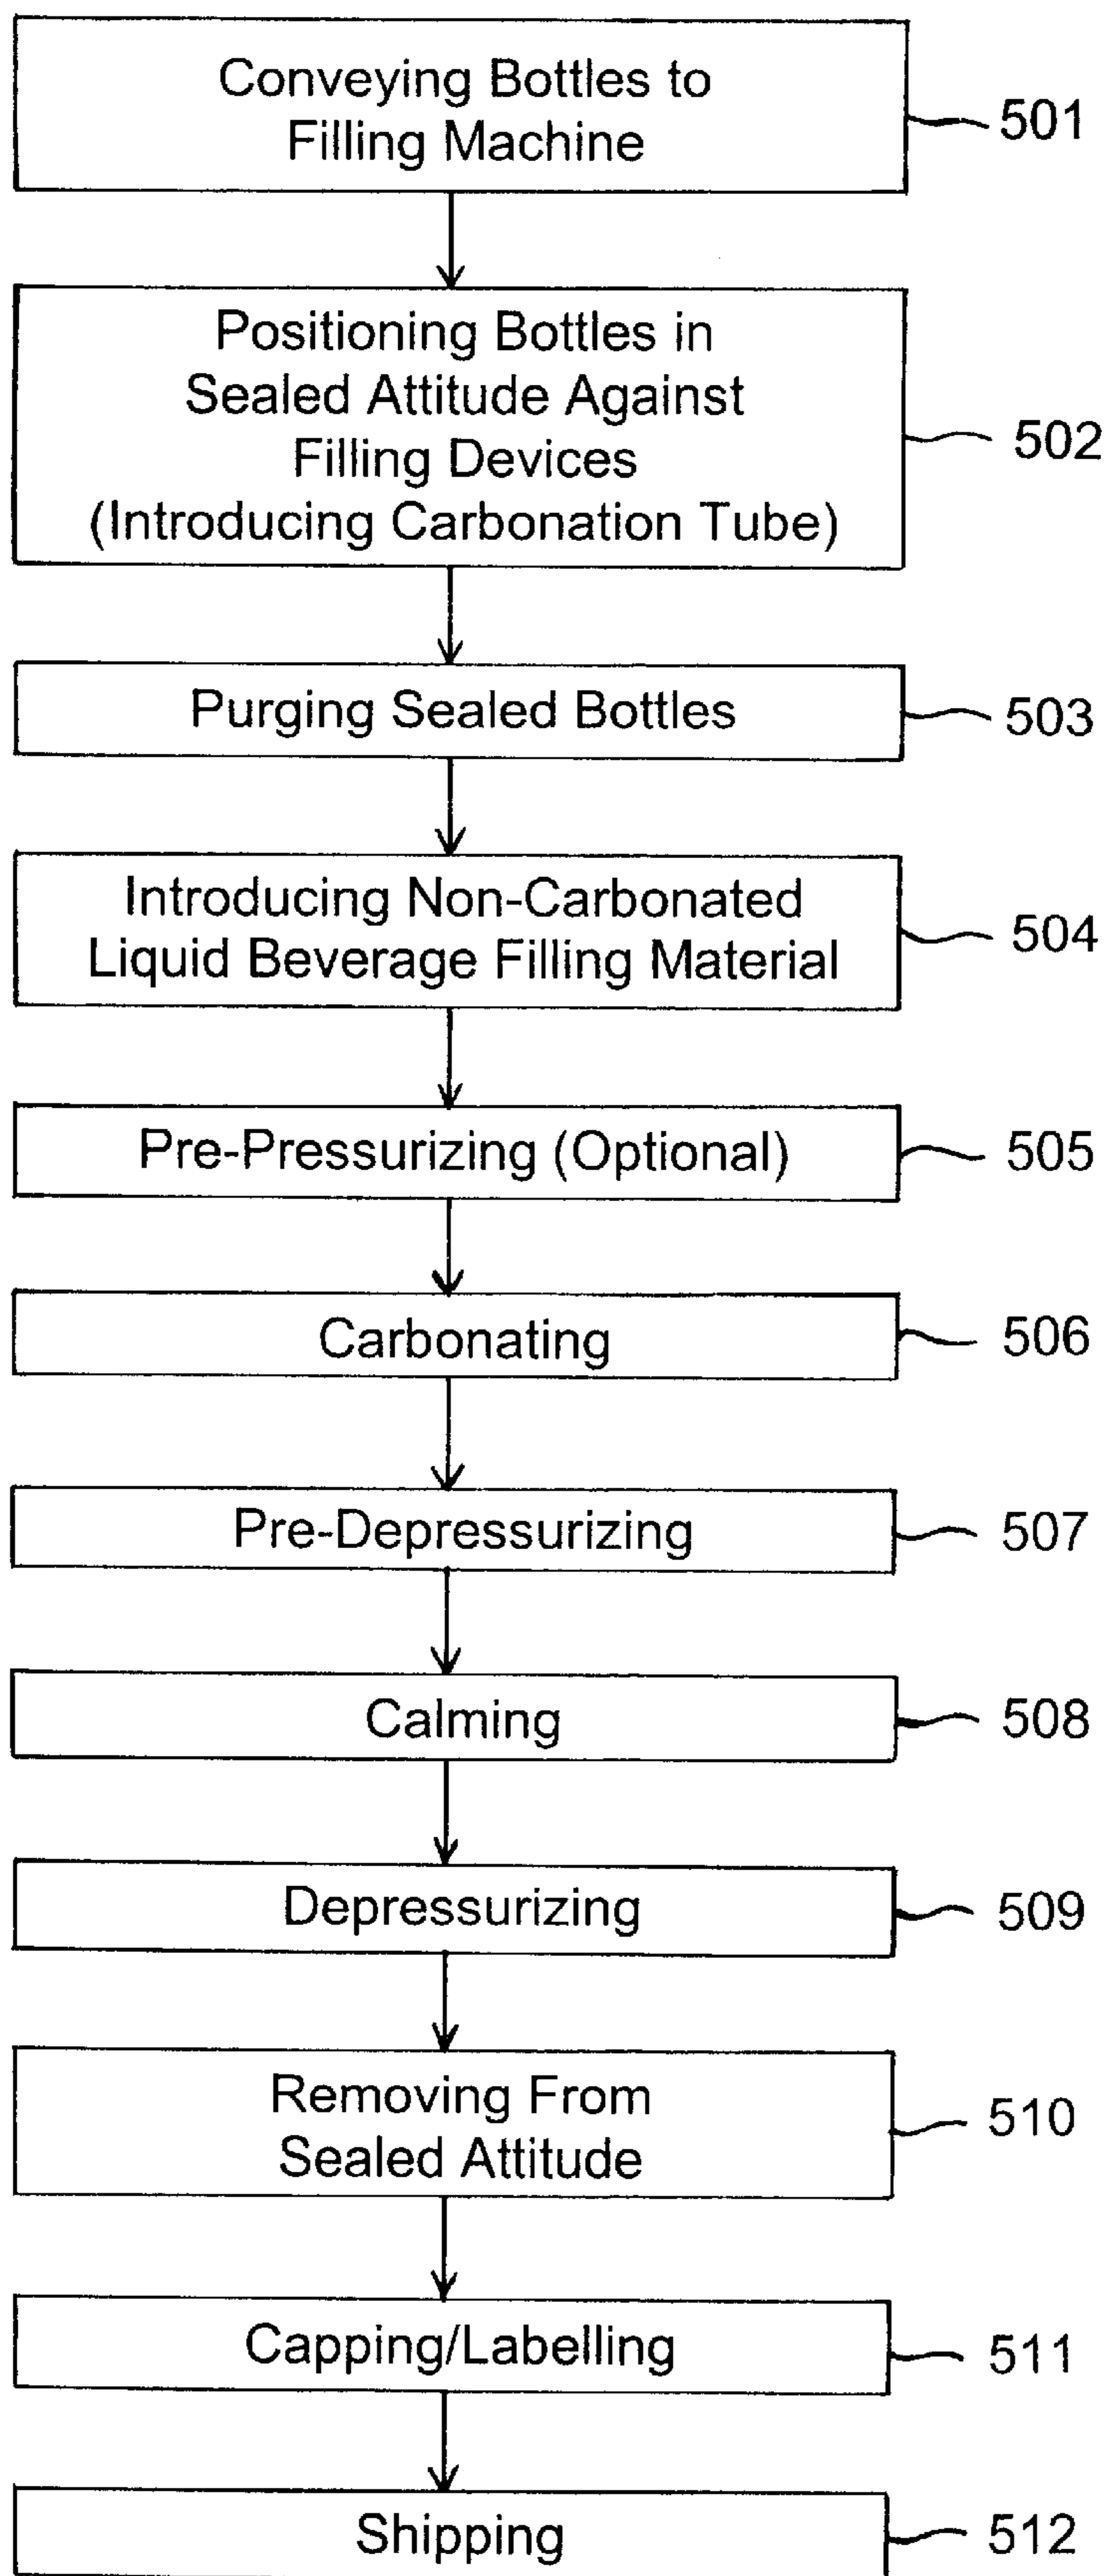 Conveying Bottles to
Filling Machine
501
Positioning Bottles in
Sealed Attitude Against
Filling Devices
(Introducing Carbonation Tube)
502
Purging Sealed Bottles
503
Introducing Non-Carbonated
Liquid Beverage Filling Material
504
Pre-Pressurizing (Optional)
505
Carbonating
506
Pre-Depressurizing
507
Calming
508
Depressurizing
509
Removing From
Sealed Attitude
510
Capping/Labelling
511
Shipping
512